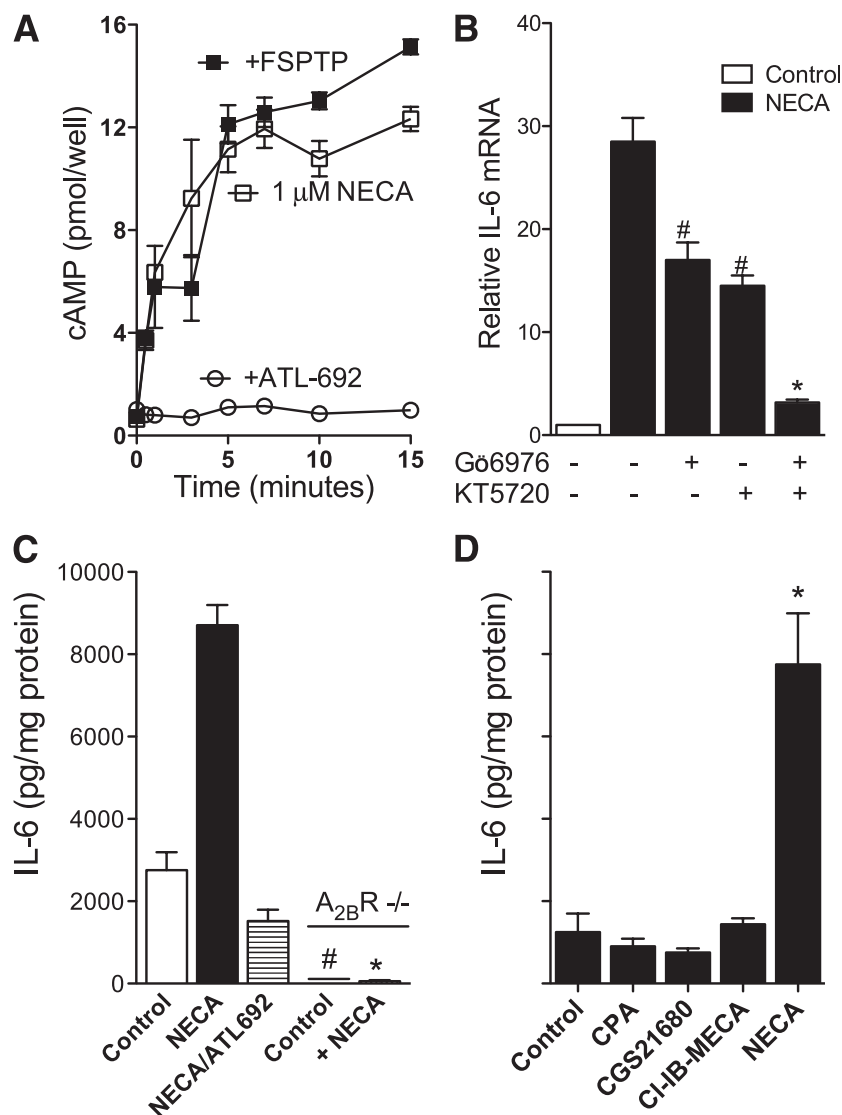 A
cAMP (pmol/well)
16
12
8
4
0
+FSPTP
1 μM NECA
+ATL-692
0 5 10 15
Time (minutes)
B
Relative IL-6 mRNA
40
30
20
10
0
Control
NECA
#
#
*
Gö6976 - - + - +
KT5720 - - - + +
C
IL-6 (pg/mg protein)
10000
8000
6000
4000
2000
0
A2BR -/-
#
*
Control
NECA
NECA/ATL692
Control
+ NECA
D
IL-6 (pg/mg protein)
*
Control
CPA
CGS21680
Cl-IB-MECA
NECA